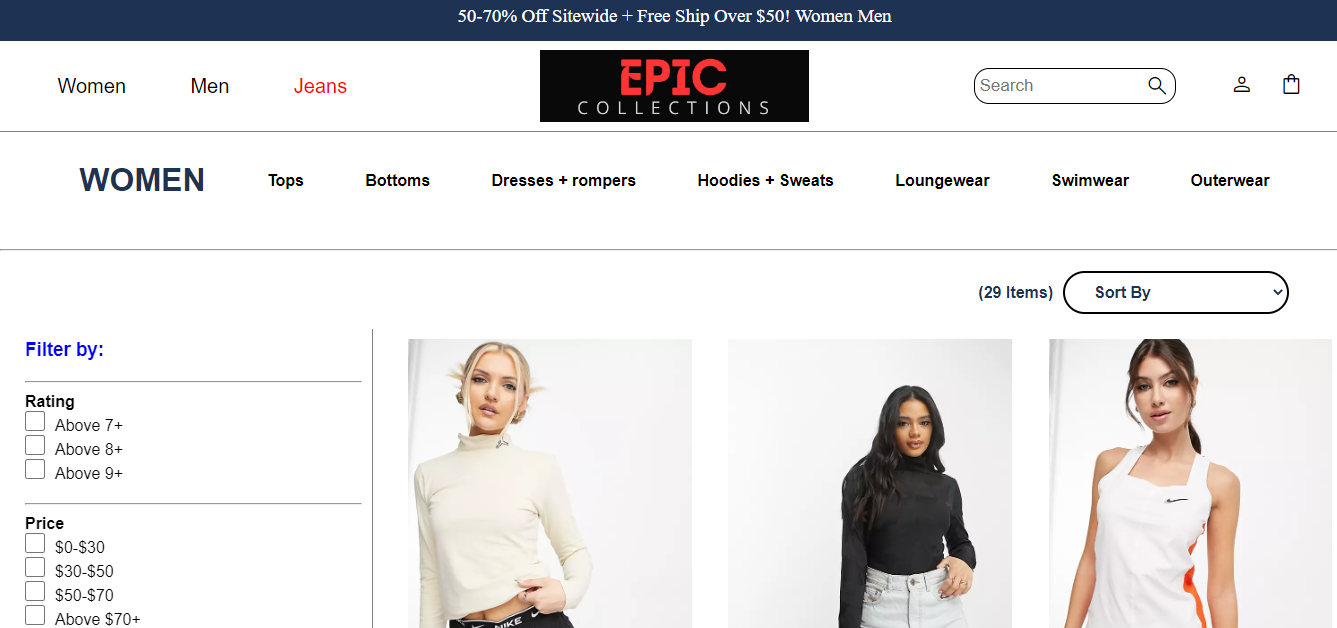 50-70% Off Sitewide + Free Ship Over $50! Women Men
Women Men Jeans
EPIC
COLLECTIONS
Search
WOMEN Tops Bottoms Dresses + rompers Hoodies + Sweats Loungewear Swimwear Outerwear
(29 Items) Sort By
Filter by:
Rating
Above 7+
Above 8+
Above 9+
Price
$0-$30
$30-$50
$50-$70
Above $70+
NIKE